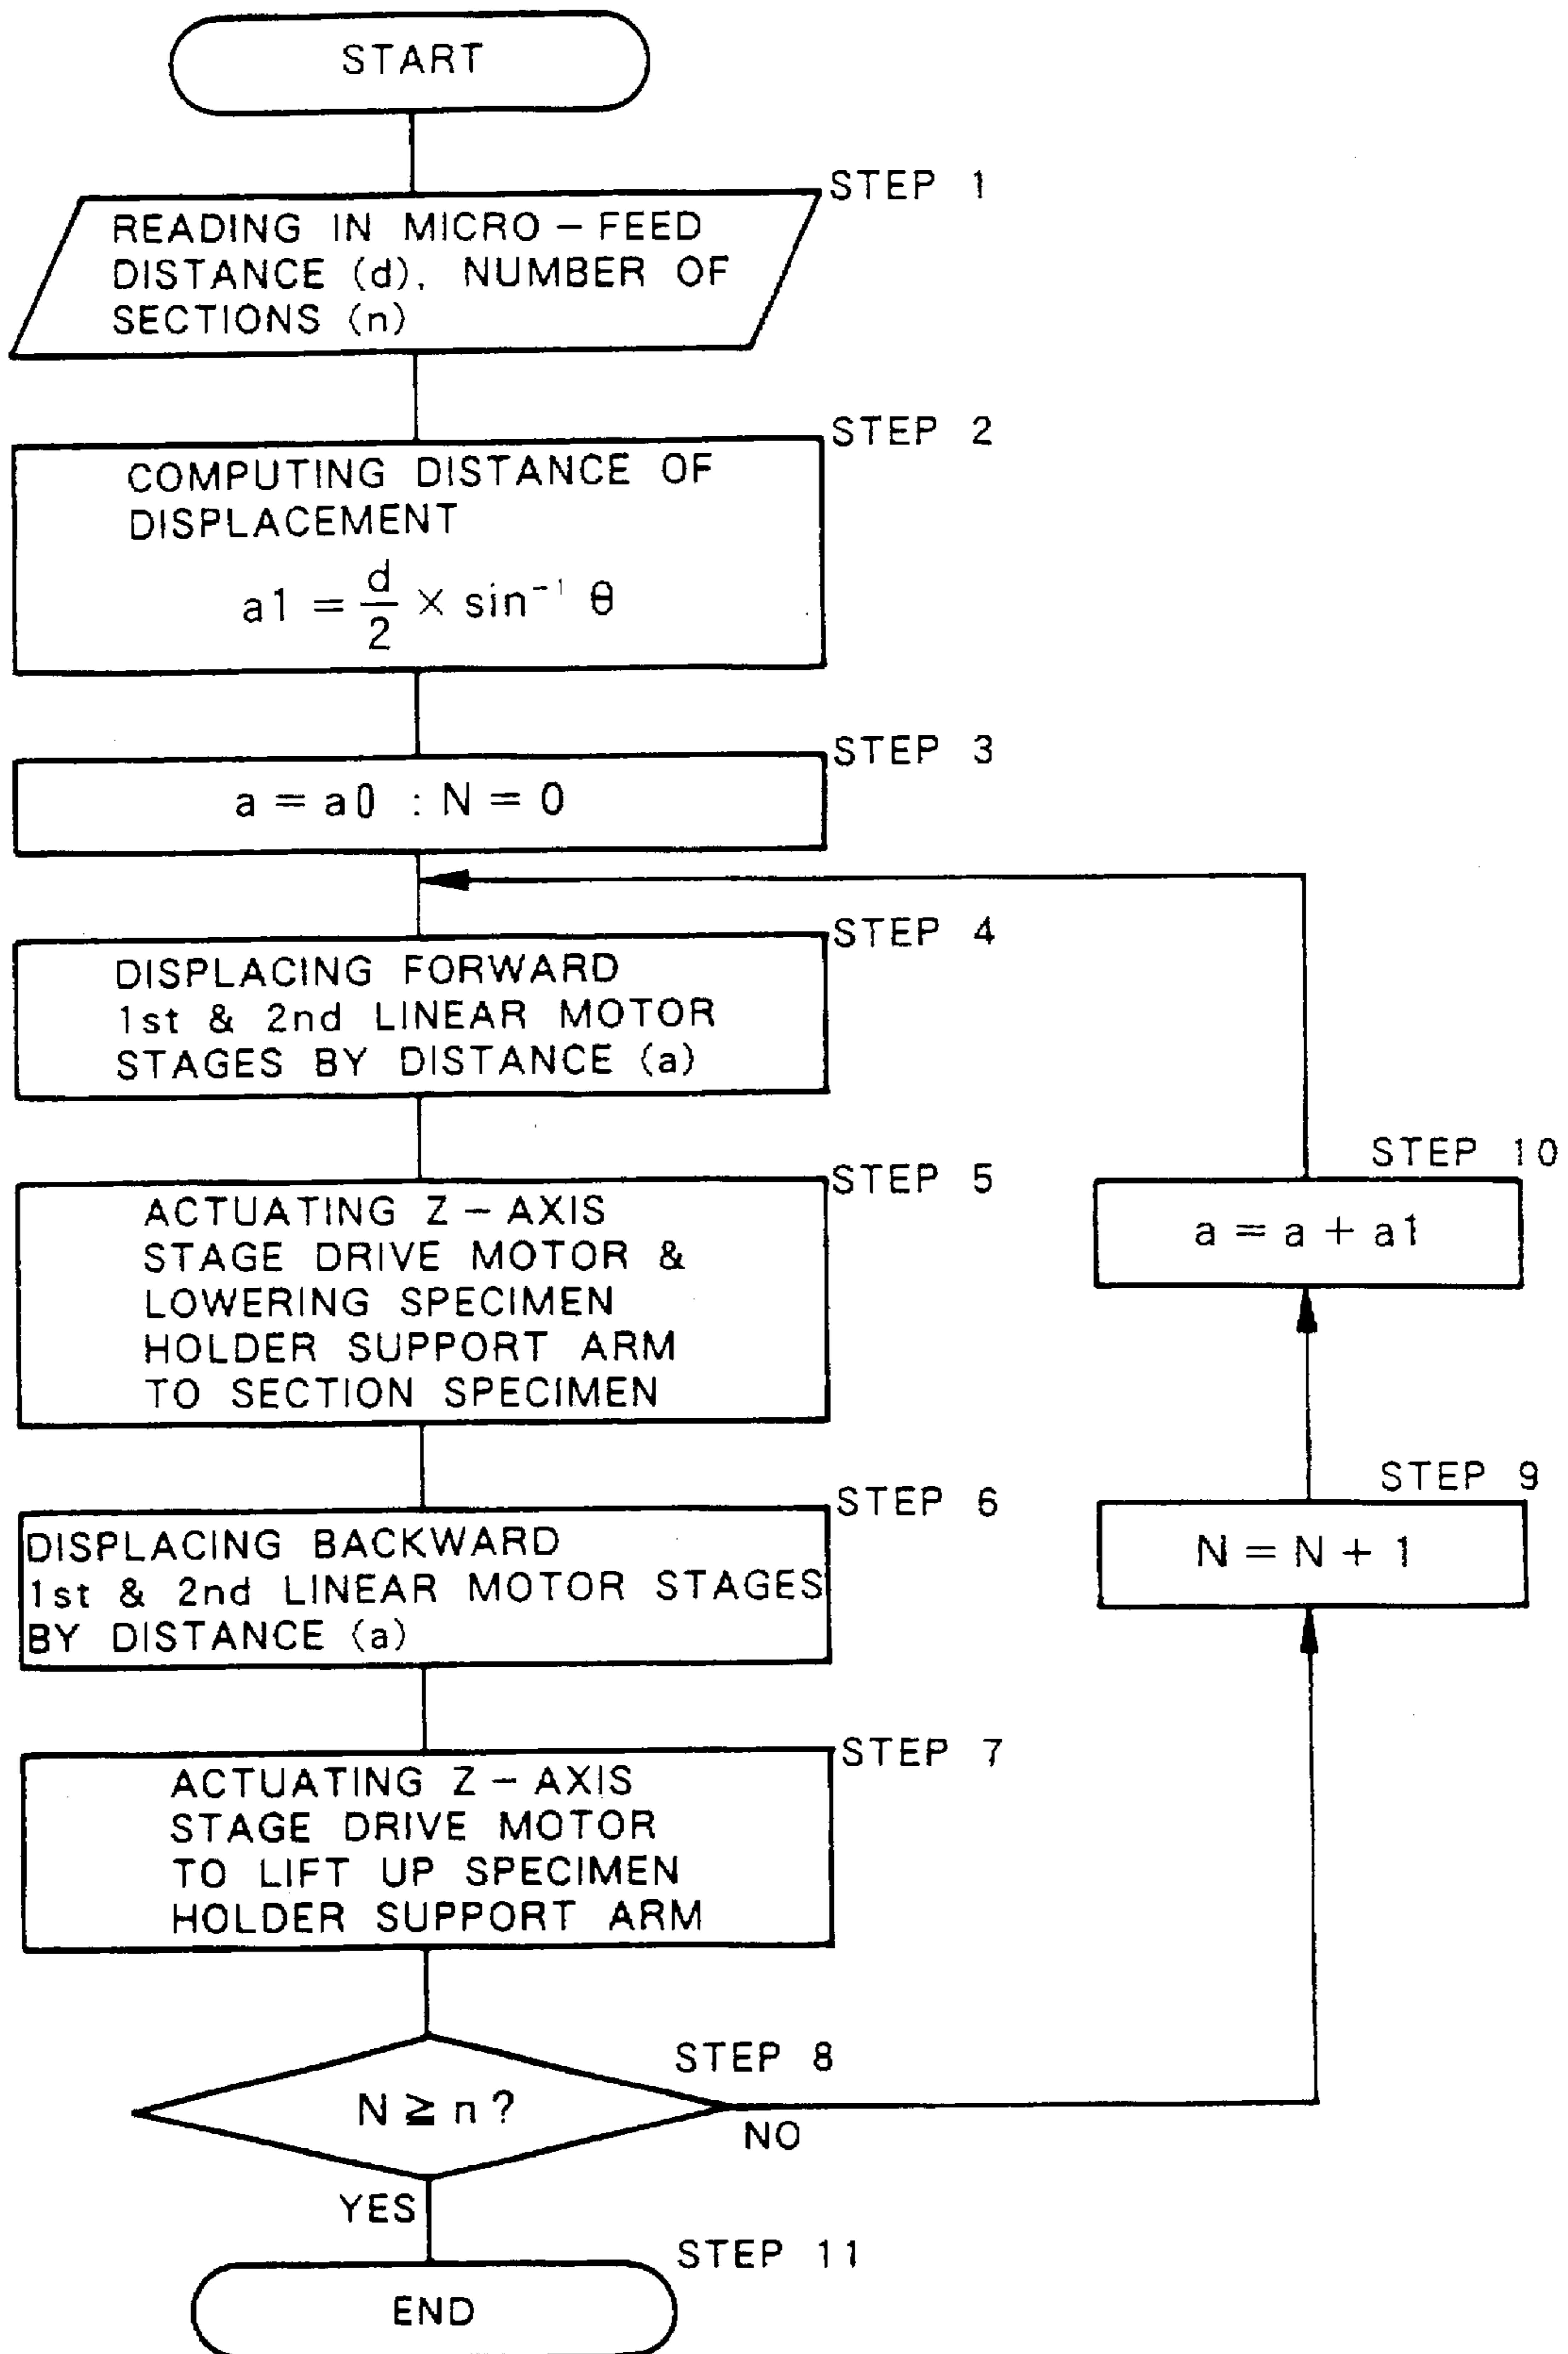 START
STEP 1
READING IN MICRO – FEED
DISTANCE (d), NUMBER OF
SECTIONS (n)
STEP 2
COMPUTING DISTANCE OF
DISPLACEMENT
a1 = d/2 × sin⁻¹ θ
STEP 3
a = a0 : N = 0
STEP 4
DISPLACING FORWARD
1st & 2nd LINEAR MOTOR
STAGES BY DISTANCE (a)
STEP 5
ACTUATING Z – AXIS
STAGE DRIVE MOTOR &
LOWERING SPECIMEN
HOLDER SUPPORT ARM
TO SECTION SPECIMEN
STEP 6
DISPLACING BACKWARD
1st & 2nd LINEAR MOTOR STAGES
BY DISTANCE (a)
STEP 7
ACTUATING Z – AXIS
STAGE DRIVE MOTOR
TO LIFT UP SPECIMEN
HOLDER SUPPORT ARM
STEP 8
N ≧ n ?
NO
YES
STEP 9
N = N + 1
STEP 10
a = a + a1
STEP 11
END